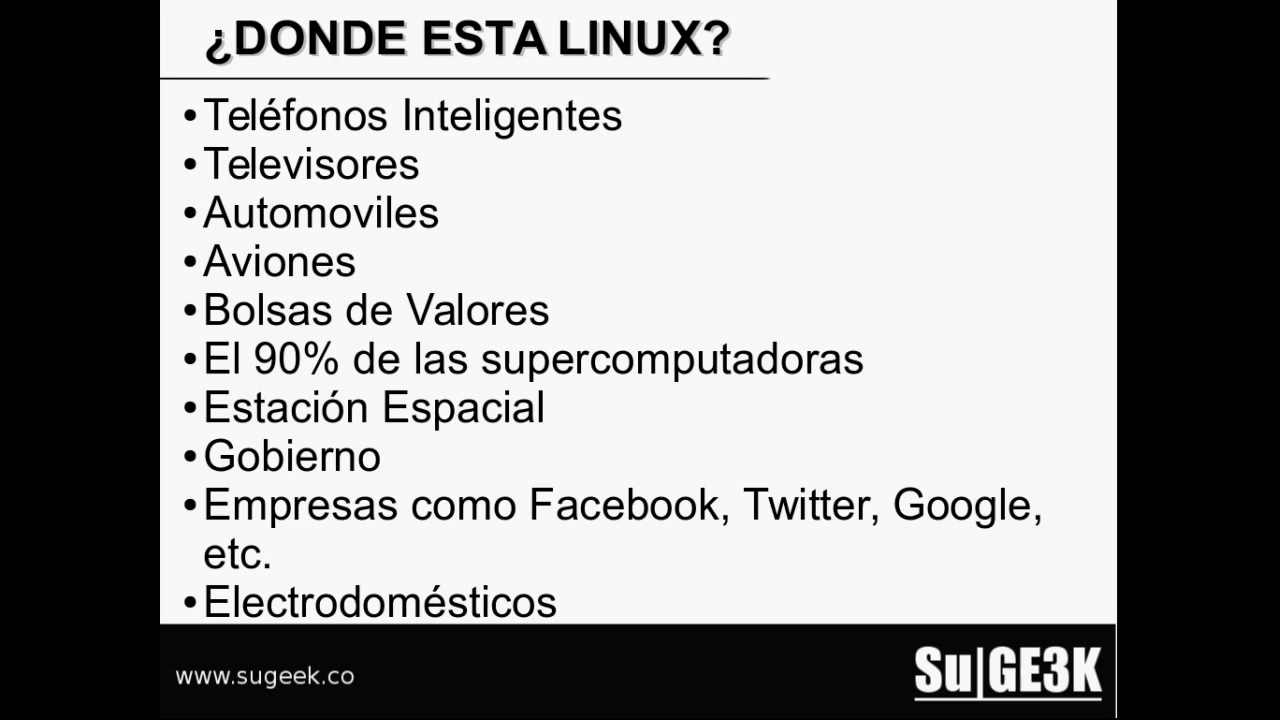 ¿DONDE ESTA LINUX?
•Teléfonos Inteligentes
•Televisores
•Automoviles
•Aviones
•Bolsas de Valores
•El 90% de las supercomputadoras
•Estación Espacial
•Gobierno
•Empresas como Facebook, Twitter, Google,
etc.
•Electrodomésticos
www.sugeek.co
Su|GE3K